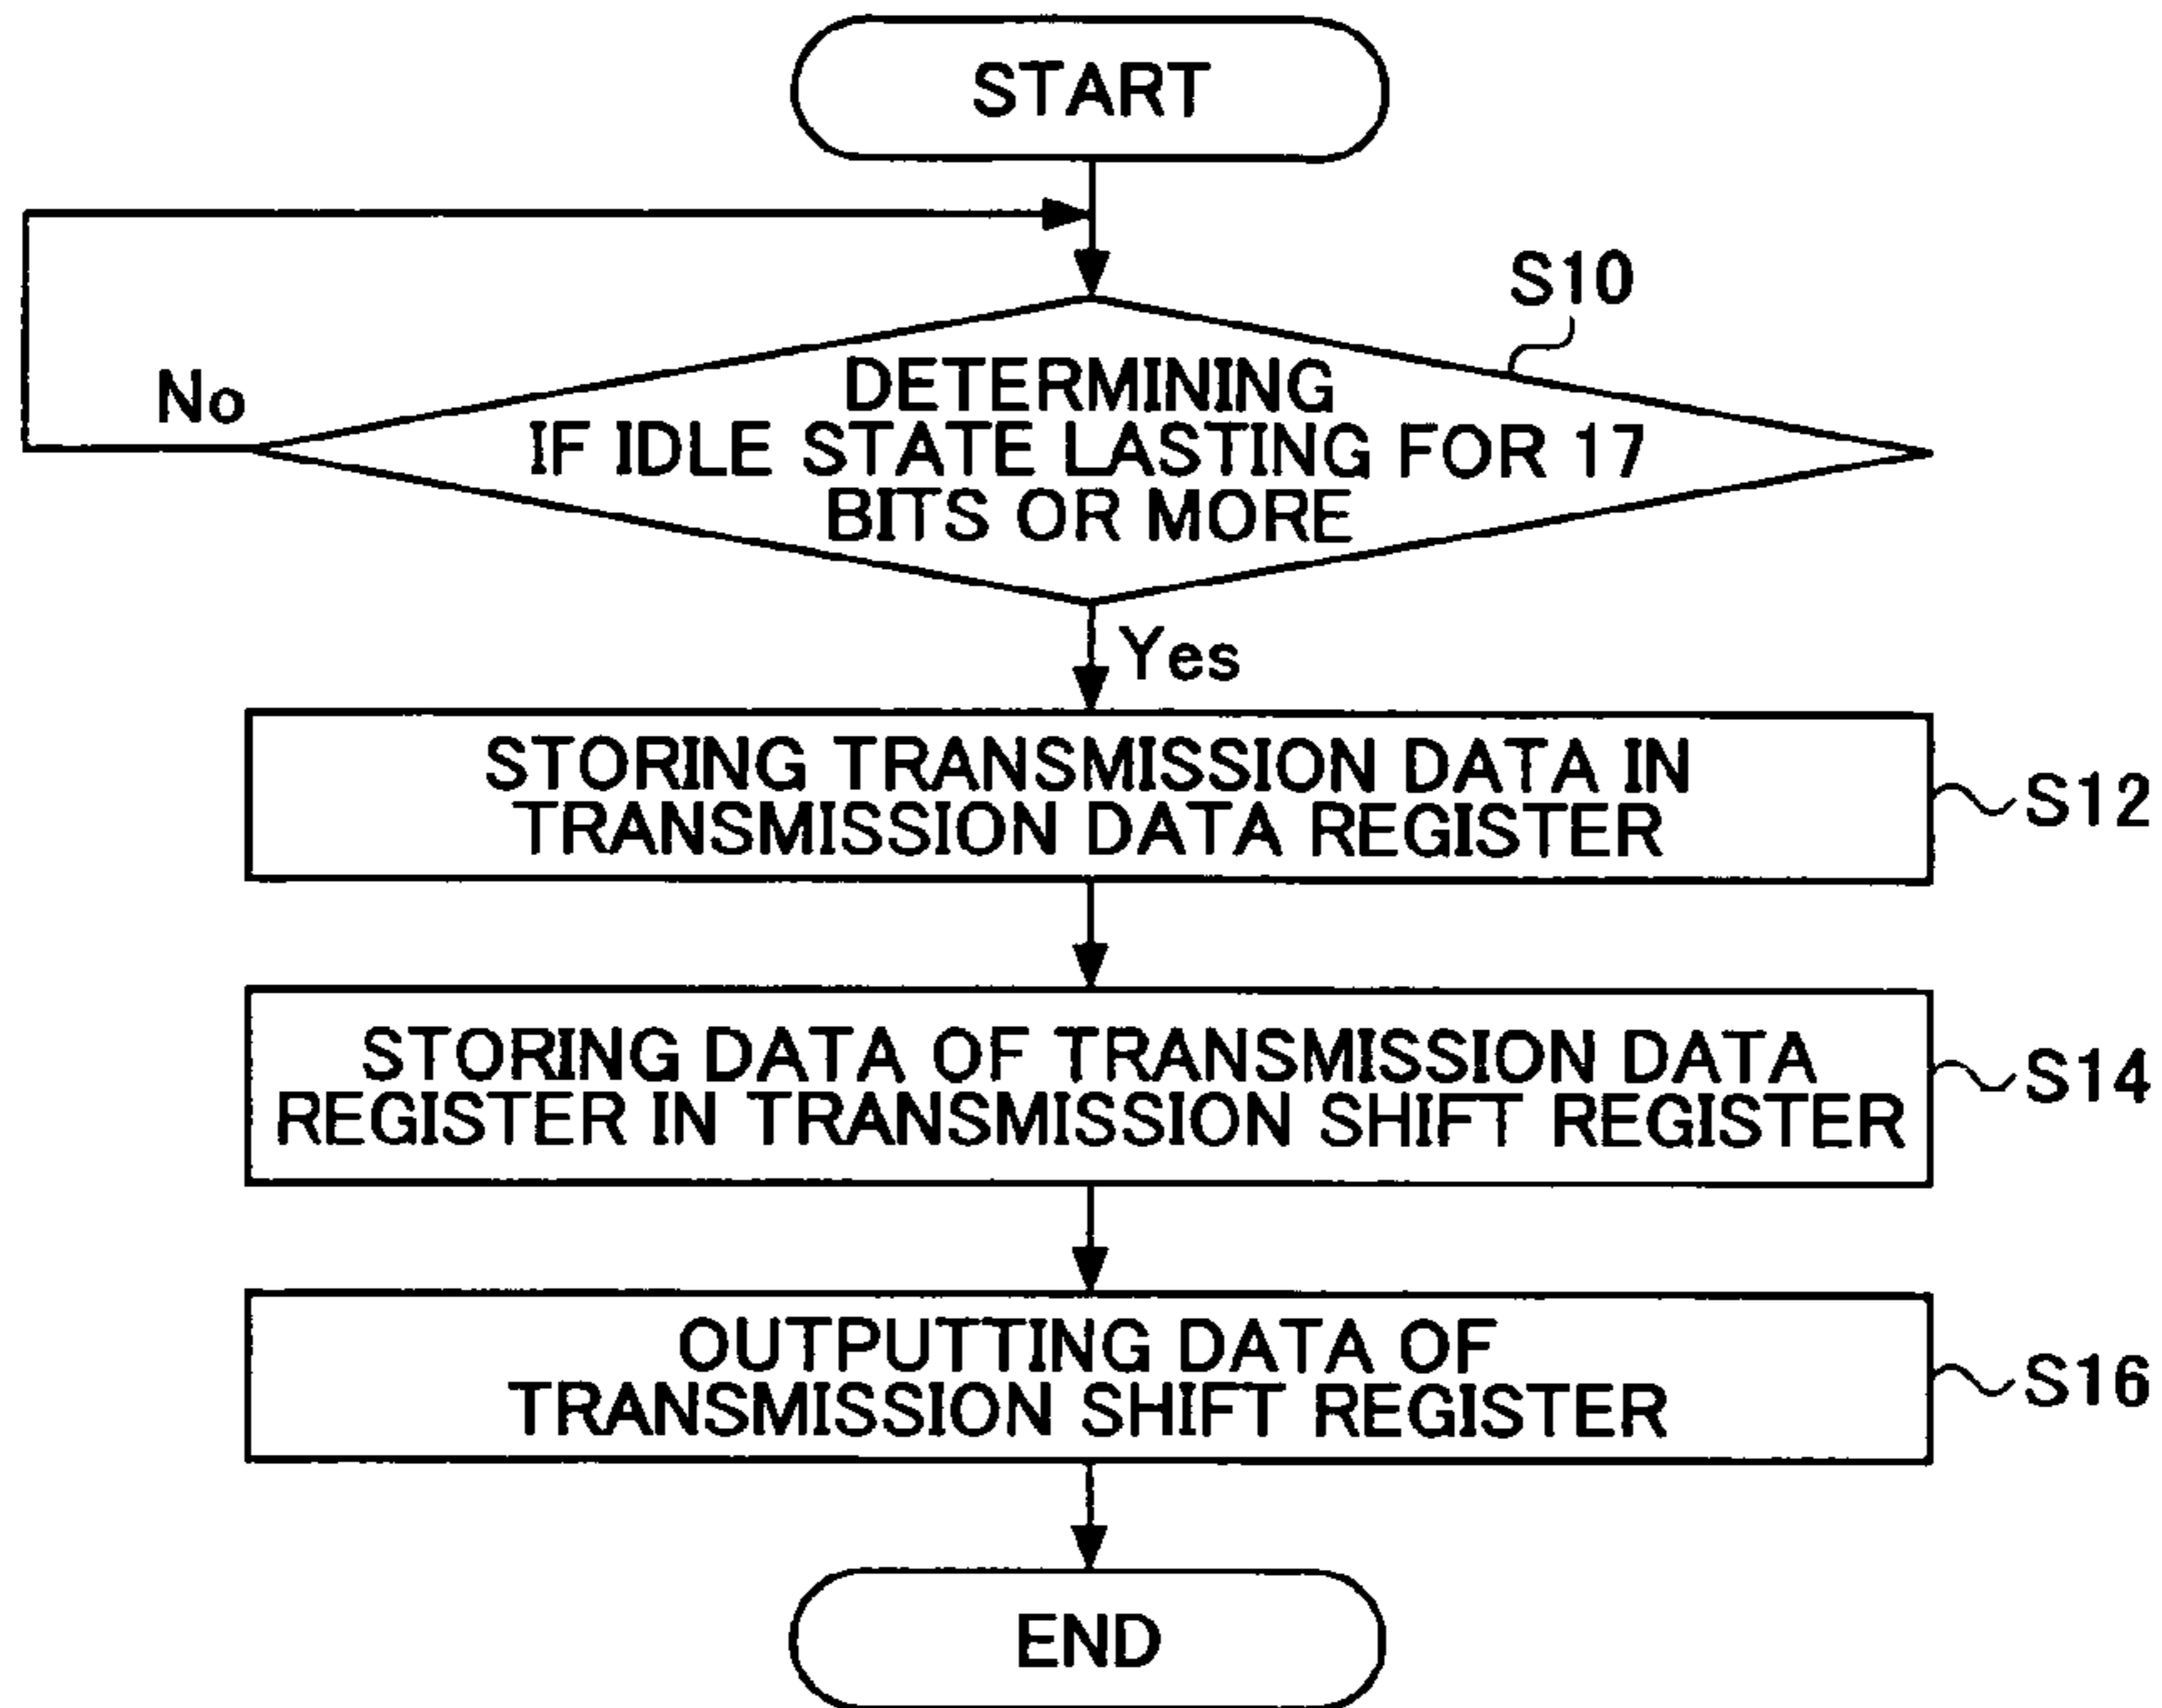 START
S10
No
DETERMINING
IF IDLE STATE LASTING FOR 17
BITS OR MORE
Yes
STORING TRANSMISSION DATA IN
TRANSMISSION DATA REGISTER
S12
STORING DATA OF TRANSMISSION DATA
REGISTER IN TRANSMISSION SHIFT REGISTER
S14
OUTPUTTING DATA OF
TRANSMISSION SHIFT REGISTER
S16
END